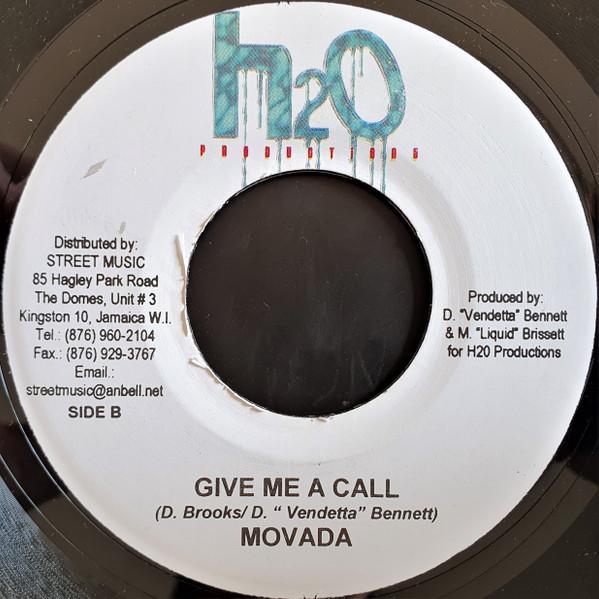 h2O
PRODUCTIONS
Distributed by:
STREET MUSIC
85 Hagley Park Road
The Domes, Unit # 3
Kingston 10, Jamaica W.I.
Tel.: (876) 960-2104
Fax.: (876) 929-3767
Email.:
streetmusic@anbell.net
SIDE B
Produced by:
D. "Vendetta" Bennett
& M. "Liquid" Brissett
for H20 Productions
GIVE ME A CALL
(D. Brooks/ D. " Vendetta" Bennett)
MOVADA